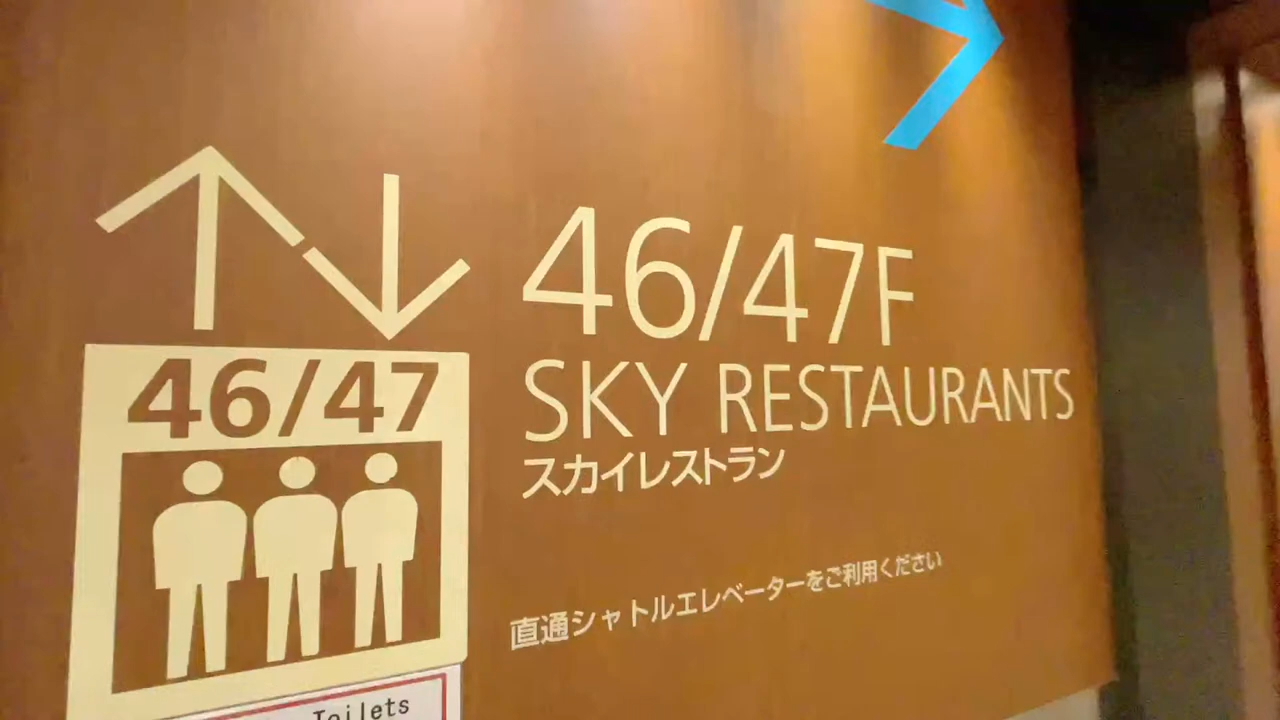 46/47
46/47F
SKY RESTAURANTS
スカイレストラン
直通シャトルエレベーターをご利用ください
Toilets